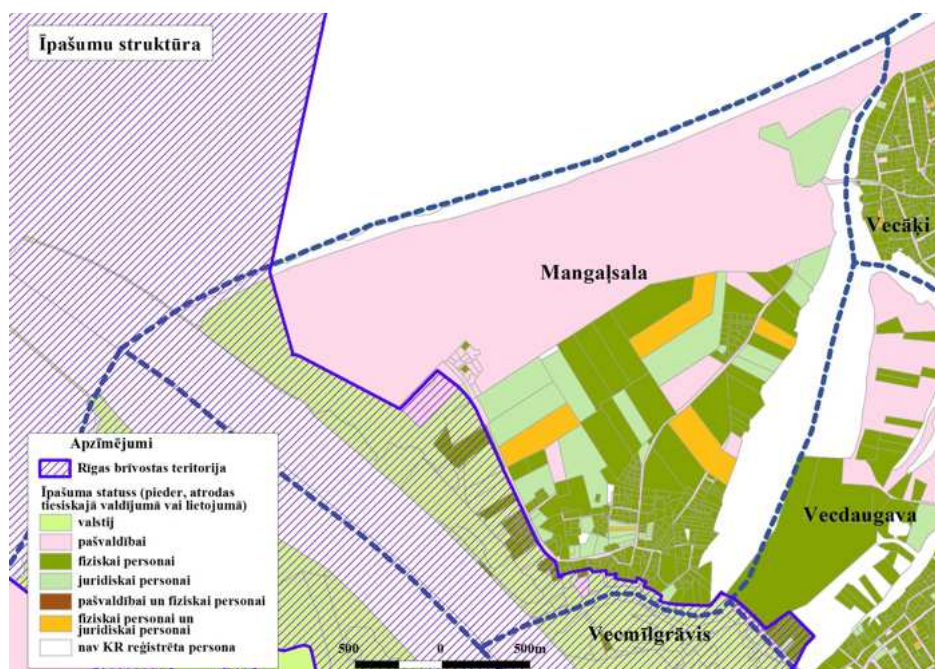 Īpašumu struktūra
Vecāķi
Mangaļsala
Vecdaugava
Vecmīlgrāvis
Apzīmējumi
Rīgas brīvostas teritorija
Īpašuma statuss (pieder, atrodas
tiesiskajā valdījumā vai lietojumā)
valstij
pašvaldībai
fiziskai personai
juridiskai personai
pašvaldībai un fiziskai personai
fiziskai personai un
juridiskai personai
nav KR reģistrēta persona
500 0 500m